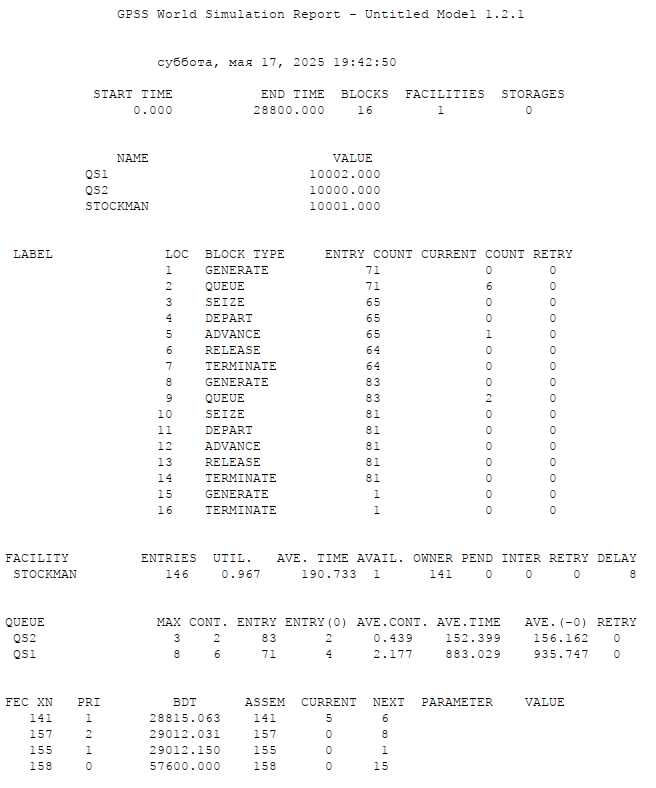 GPSS World Simulation Report - Untitled Model 1.2.1
суббота, мая 17, 2025 19:42:50
START TIME END TIME BLOCKS FACILITIES STORAGES
0.000 28800.000 16 1 0
NAME VALUE
QS1 10002.000
QS2 10000.000
STOCKMAN 10001.000
LABEL LOC BLOCK TYPE ENTRY COUNT CURRENT COUNT RETRY
1 GENERATE 71 0 0
2 QUEUE 71 6 0
3 SEIZE 65 0 0
4 DEPART 65 0 0
5 ADVANCE 65 1 0
6 RELEASE 64 0 0
7 TERMINATE 64 0 0
8 GENERATE 83 0 0
9 QUEUE 83 2 0
10 SEIZE 81 0 0
11 DEPART 81 0 0
12 ADVANCE 81 0 0
13 RELEASE 81 0 0
14 TERMINATE 81 0 0
15 GENERATE 1 0 0
16 TERMINATE 1 0 0
FACILITY ENTRIES UTIL. AVE. TIME AVAIL. OWNER PEND INTER RETRY DELAY
STOCKMAN 146 0.967 190.733 1 141 0 0 0 8
QUEUE MAX CONT. ENTRY ENTRY(0) AVE.CONT. AVE.TIME AVE.(-0) RETRY
QS2 3 2 83 2 0.439 152.399 156.162 0
QS1 8 6 71 4 2.177 883.029 935.747 0
FEC XN PRI BDT ASSEM CURRENT NEXT PARAMETER VALUE
141 1 28815.063 141 5 6
157 2 29012.031 157 0 8
155 1 29012.150 155 0 1
158 0 57600.000 158 0 15